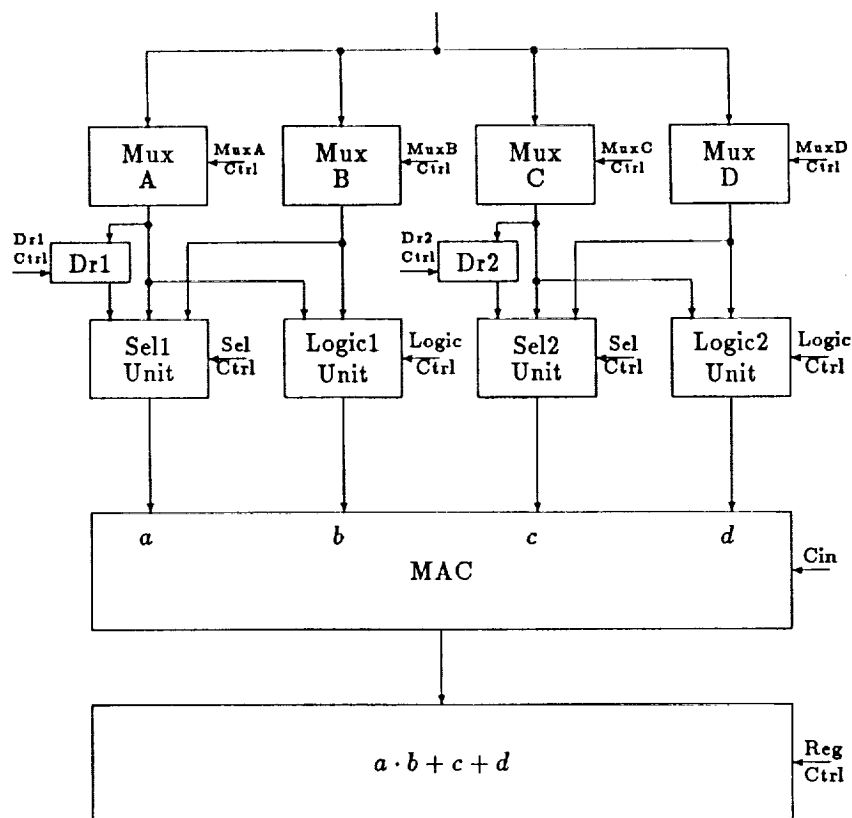 Mux
A
MuxA
Ctrl
Mux
B
MuxB
Ctrl
Mux
C
MuxC
Ctrl
Mux
D
MuxD
Ctrl
Dr1
Ctrl
Dr1
Dr2
Ctrl
Dr2
Sel1
Unit
Sel
Ctrl
Logic1
Unit
Logic
Ctrl
Sel2
Unit
Sel
Ctrl
Logic2
Unit
Logic
Ctrl
a b c d
MAC
Cin
a · b + c + d
Reg
Ctrl